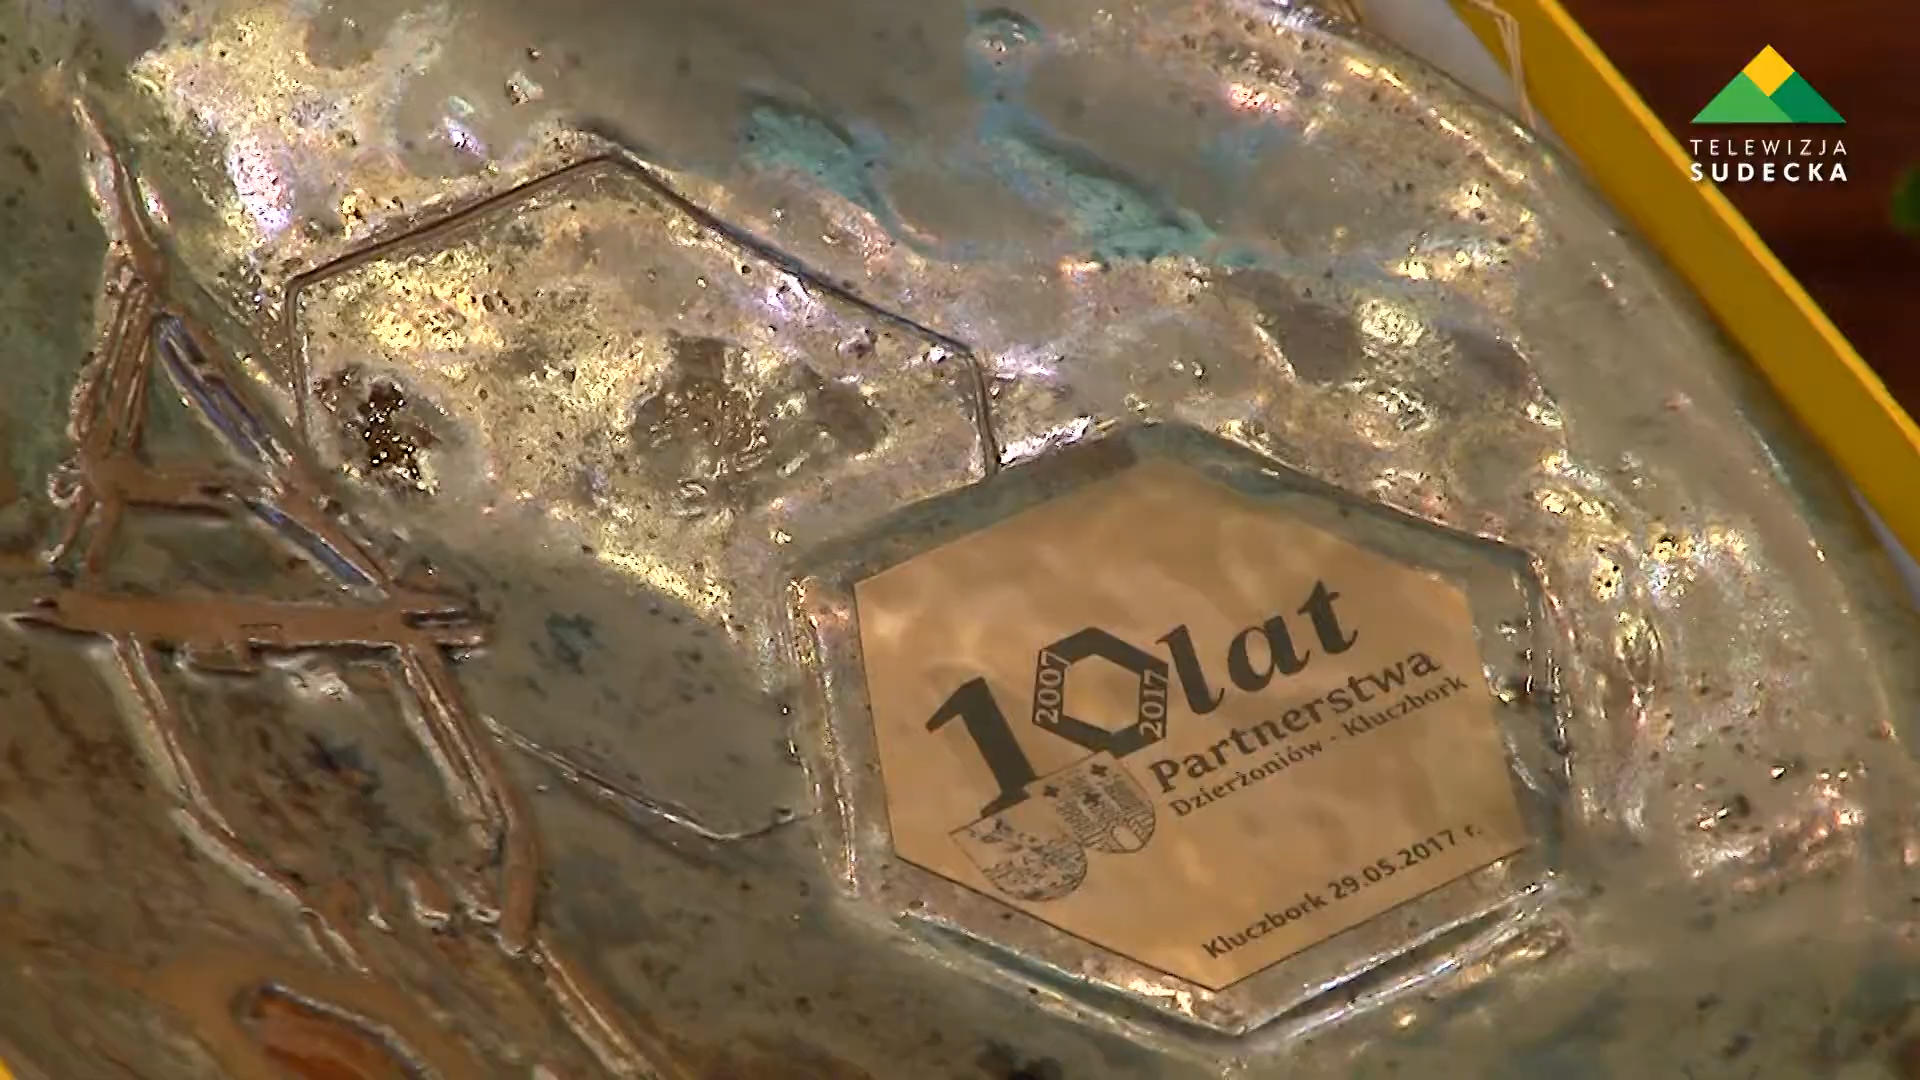 TELEWIZJA
SUDECKA
10 lat
2007
2017
Partnerstwa
Dzierżoniów - Kluczbork
Kluczbork 29.05.2017 r.